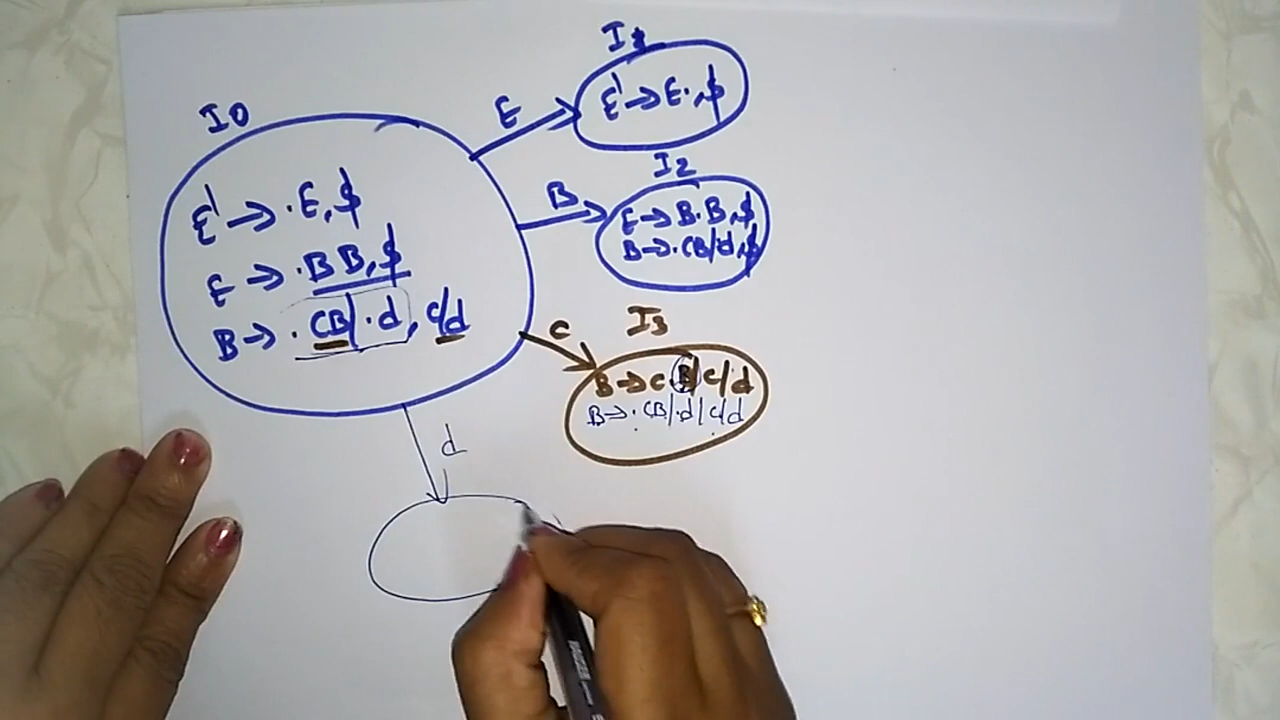 I0
E' → .E, $
E → .BB, $
B → .CB/.d, c/d
E
I1
E' → E., $
B
I2
E → B.B, $
B → .CB/d, $
C
I3
B → C.B/ c/d
B → .CB/.d/ c/d
d